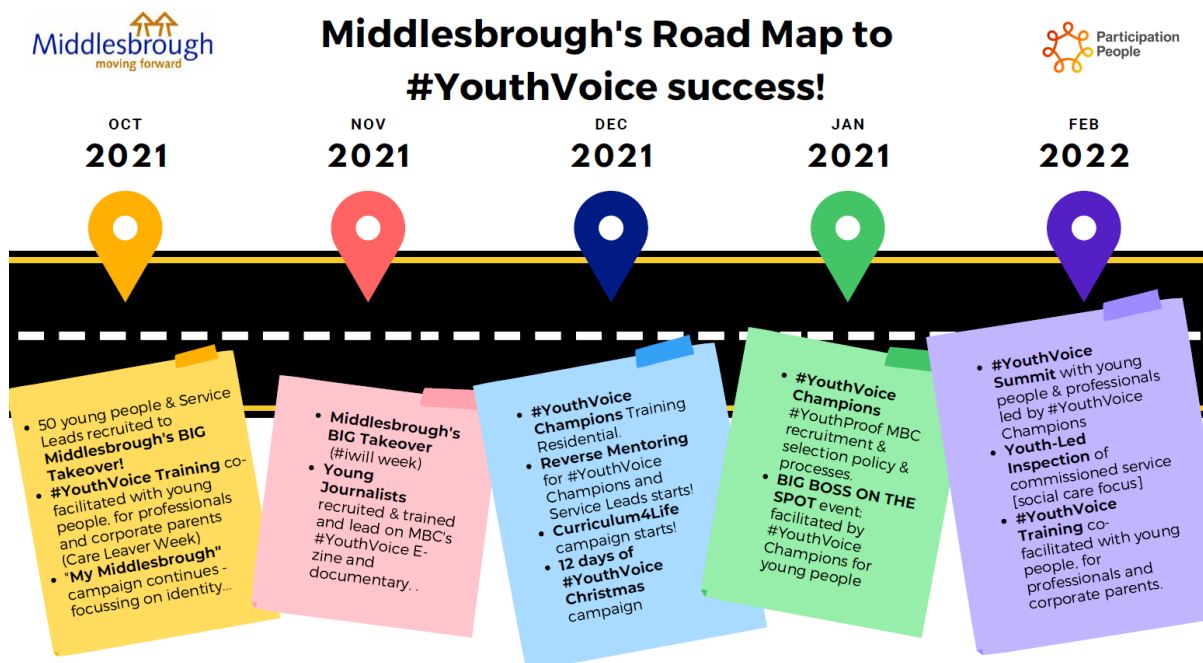 Middlesbrough
moving forward
Middlesbrough's Road Map to
#YouthVoice success!
Participation
People
OCT
2021
NOV
2021
DEC
2021
JAN
2021
FEB
2022
• 50 young people & Service
Leads recruited to
Middlesbrough's BIG
Takeover!
• #YouthVoice Training co-
facilitated with young
people, for professionals
and corporate parents
(Care Leaver Week)
• "My Middlesbrough"
campaign continues -
focussing on identity...
• Middlesbrough's
BIG Takeover
(#iwill week)
• Young
Journalists
recruited & trained
and lead on MBC's
#YouthVoice E-
zine and
documentary. .
• #YouthVoice
Champions Training
Residential.
• Reverse Mentoring
for #YouthVoice
Champions and
Service Leads starts!
• Curriculum4Life
campaign starts!
• 12 days of
#YouthVoice
Christmas
campaign
• #YouthVoice
Champions
#YouthProof MBC
recruitment &
selection policy &
processes.
• BIG BOSS ON THE
SPOT event;
facilitated by
#YouthVoice
Champions for
young people
• #YouthVoice
Summit with young
people & professionals
led by #YouthVoice
Champions
• Youth-Led
Inspection of
commissioned service
[social care focus]
• #YouthVoice
Training co-
facilitated with young
people, for
professionals and
corporate parents.